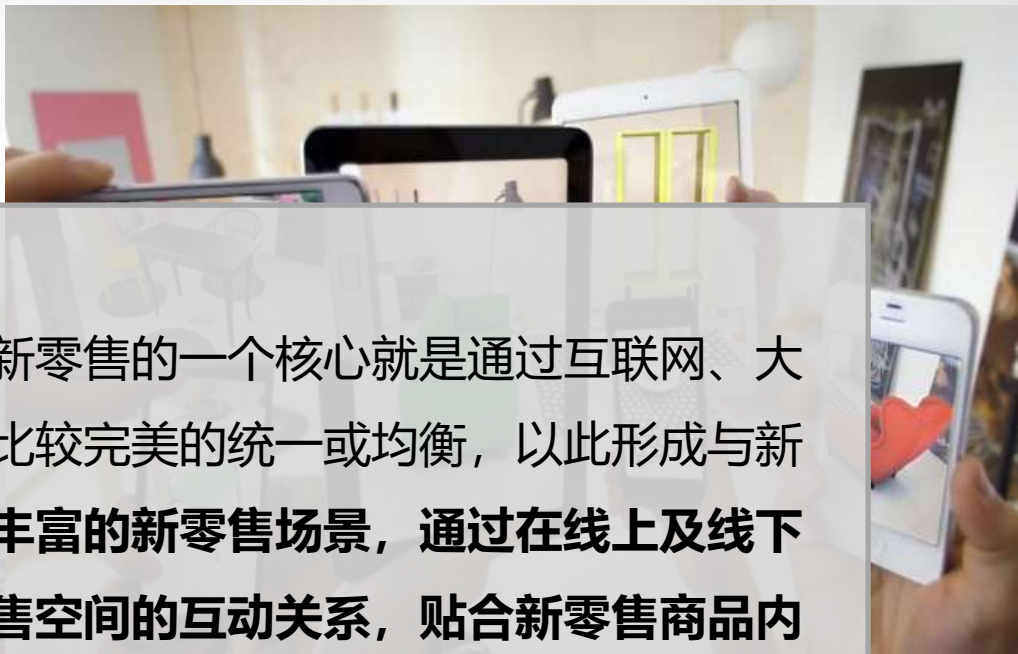 新零售的一个核心就是通过互联网、大
比较完美的统一或均衡，以此形成与新
丰富的新零售场景，通过在线上及线下
售空间的互动关系，贴合新零售商品内